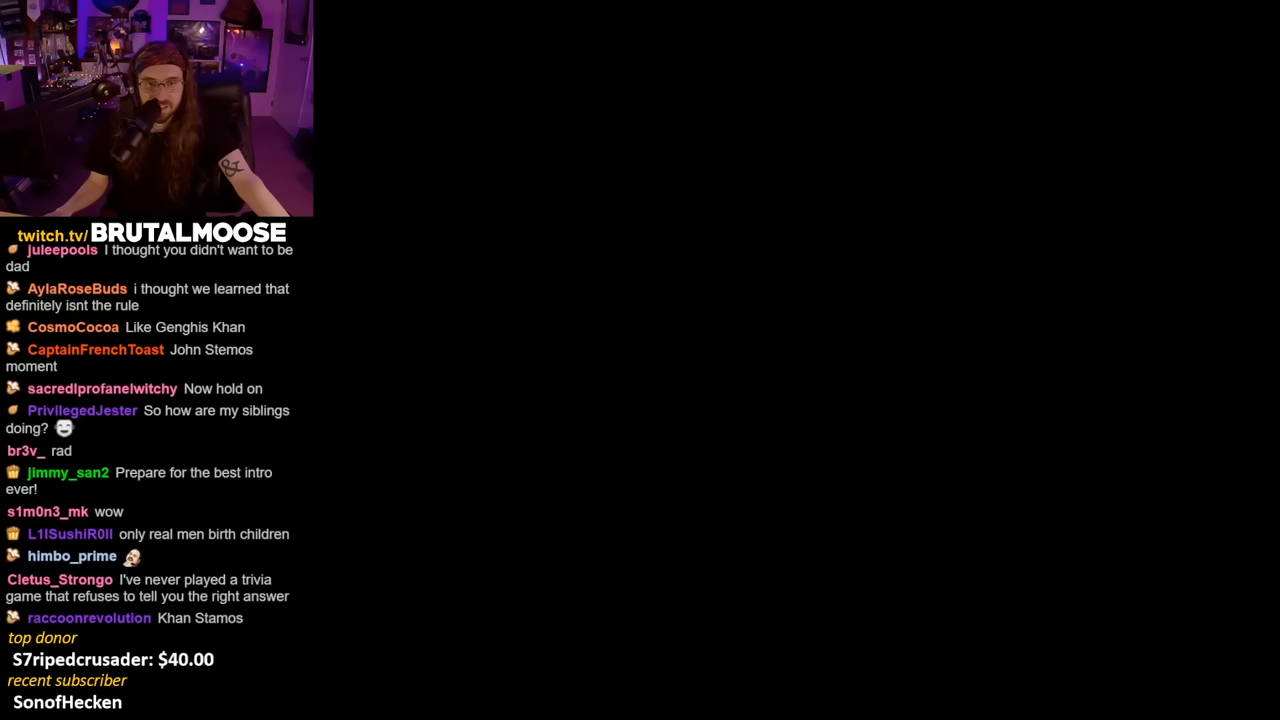 twitch.tv/BRUTALMOOSE
juleepools I thought you didn't want to be
dad
AylaRoseBuds i thought we learned that
definitely isnt the rule
CosmoCocoa Like Genghis Khan
CaptainFrenchToast John Stemos
moment
sacredlprofanelwitchy Now hold on
PrivilegedJester So how are my siblings
doing?
br3v_ rad
jimmy_san2 Prepare for the best intro
ever!
s1m0n3_mk wow
L1lSushiR0ll only real men birth children
himbo_prime
Cletus_Strongo I've never played a trivia
game that refuses to tell you the right answer
raccoonrevolution Khan Stamos
top donor
S7ripedcrusader: $40.00
recent subscriber
SonofHecken
&